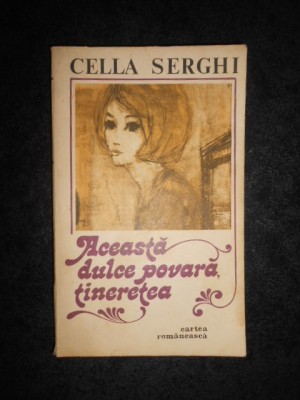 CELLA SERGHI
Această
dulce povară,
tinerețea
cartea
românească